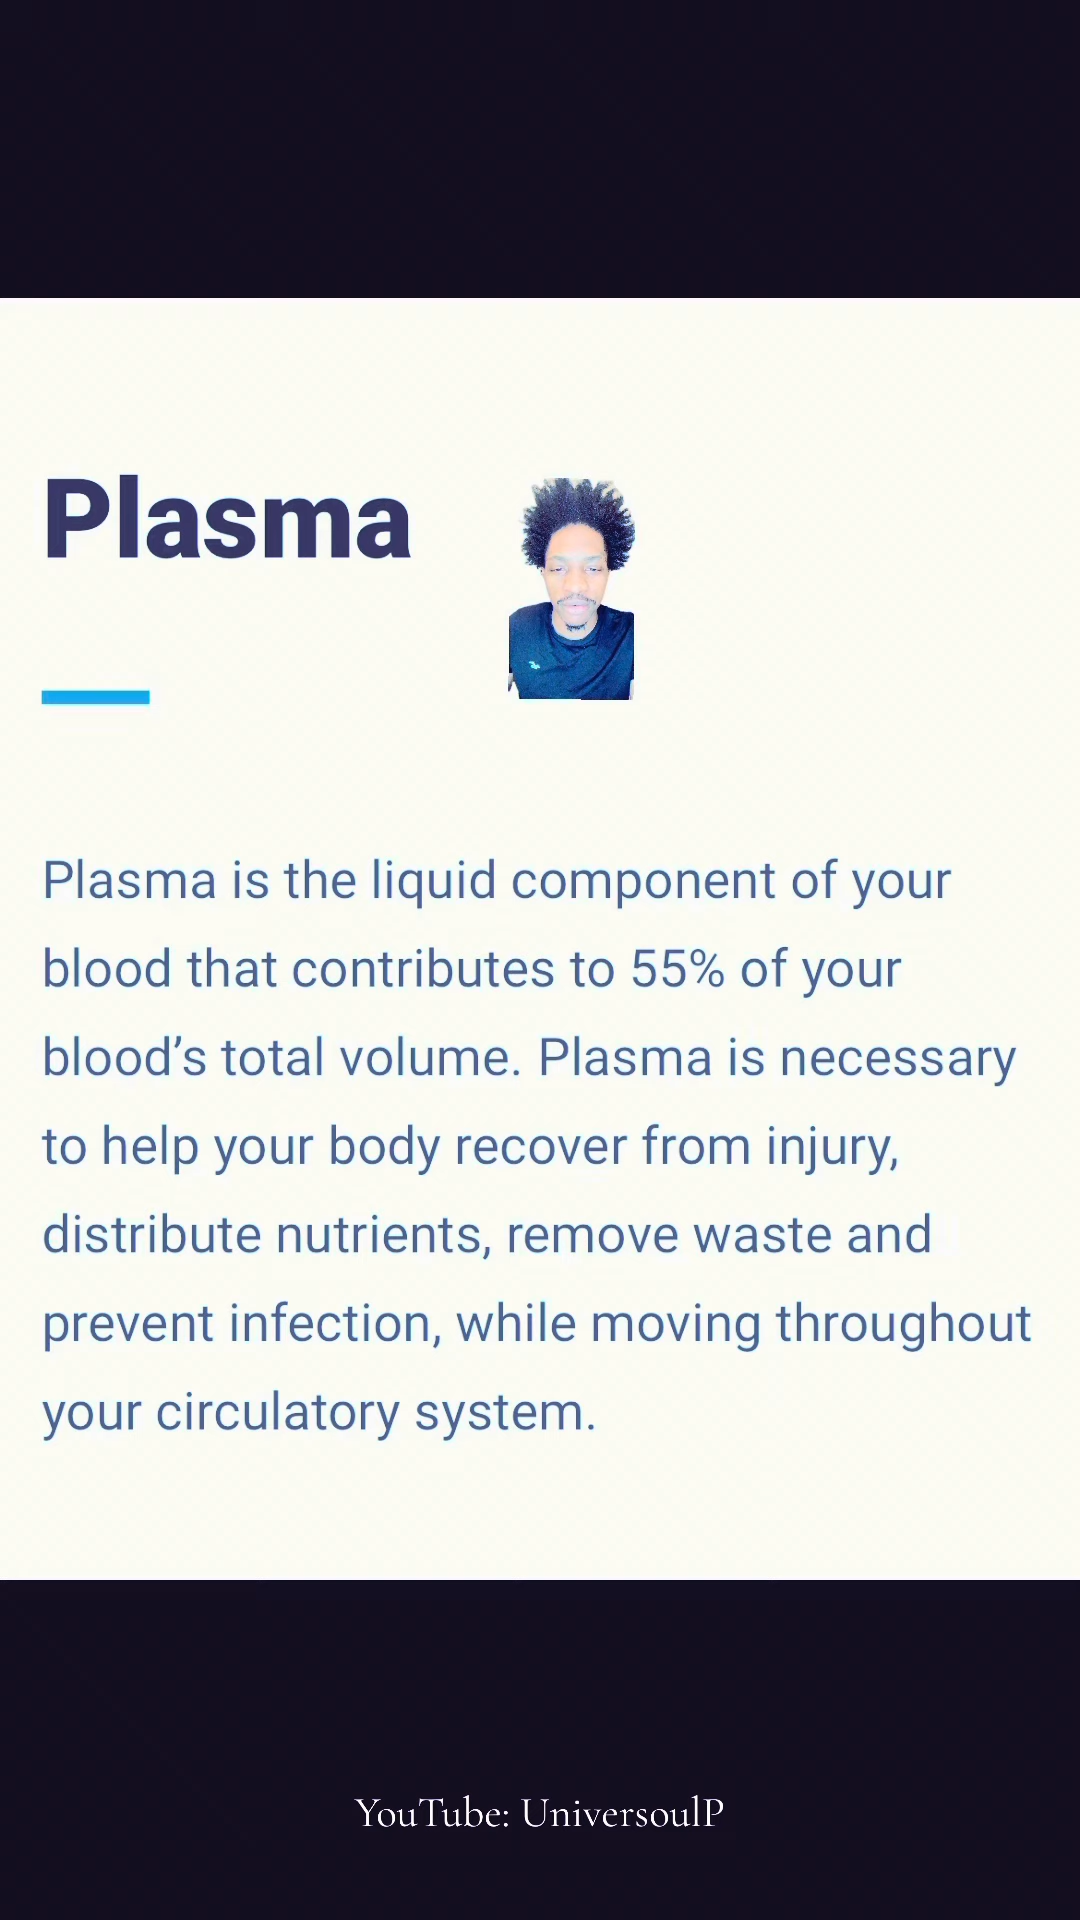 Plasma
Plasma is the liquid component of your
blood that contributes to 55% of your
blood’s total volume. Plasma is necessary
to help your body recover from injury,
distribute nutrients, remove waste and
prevent infection, while moving throughout
your circulatory system.
YouTube: UniversoulP